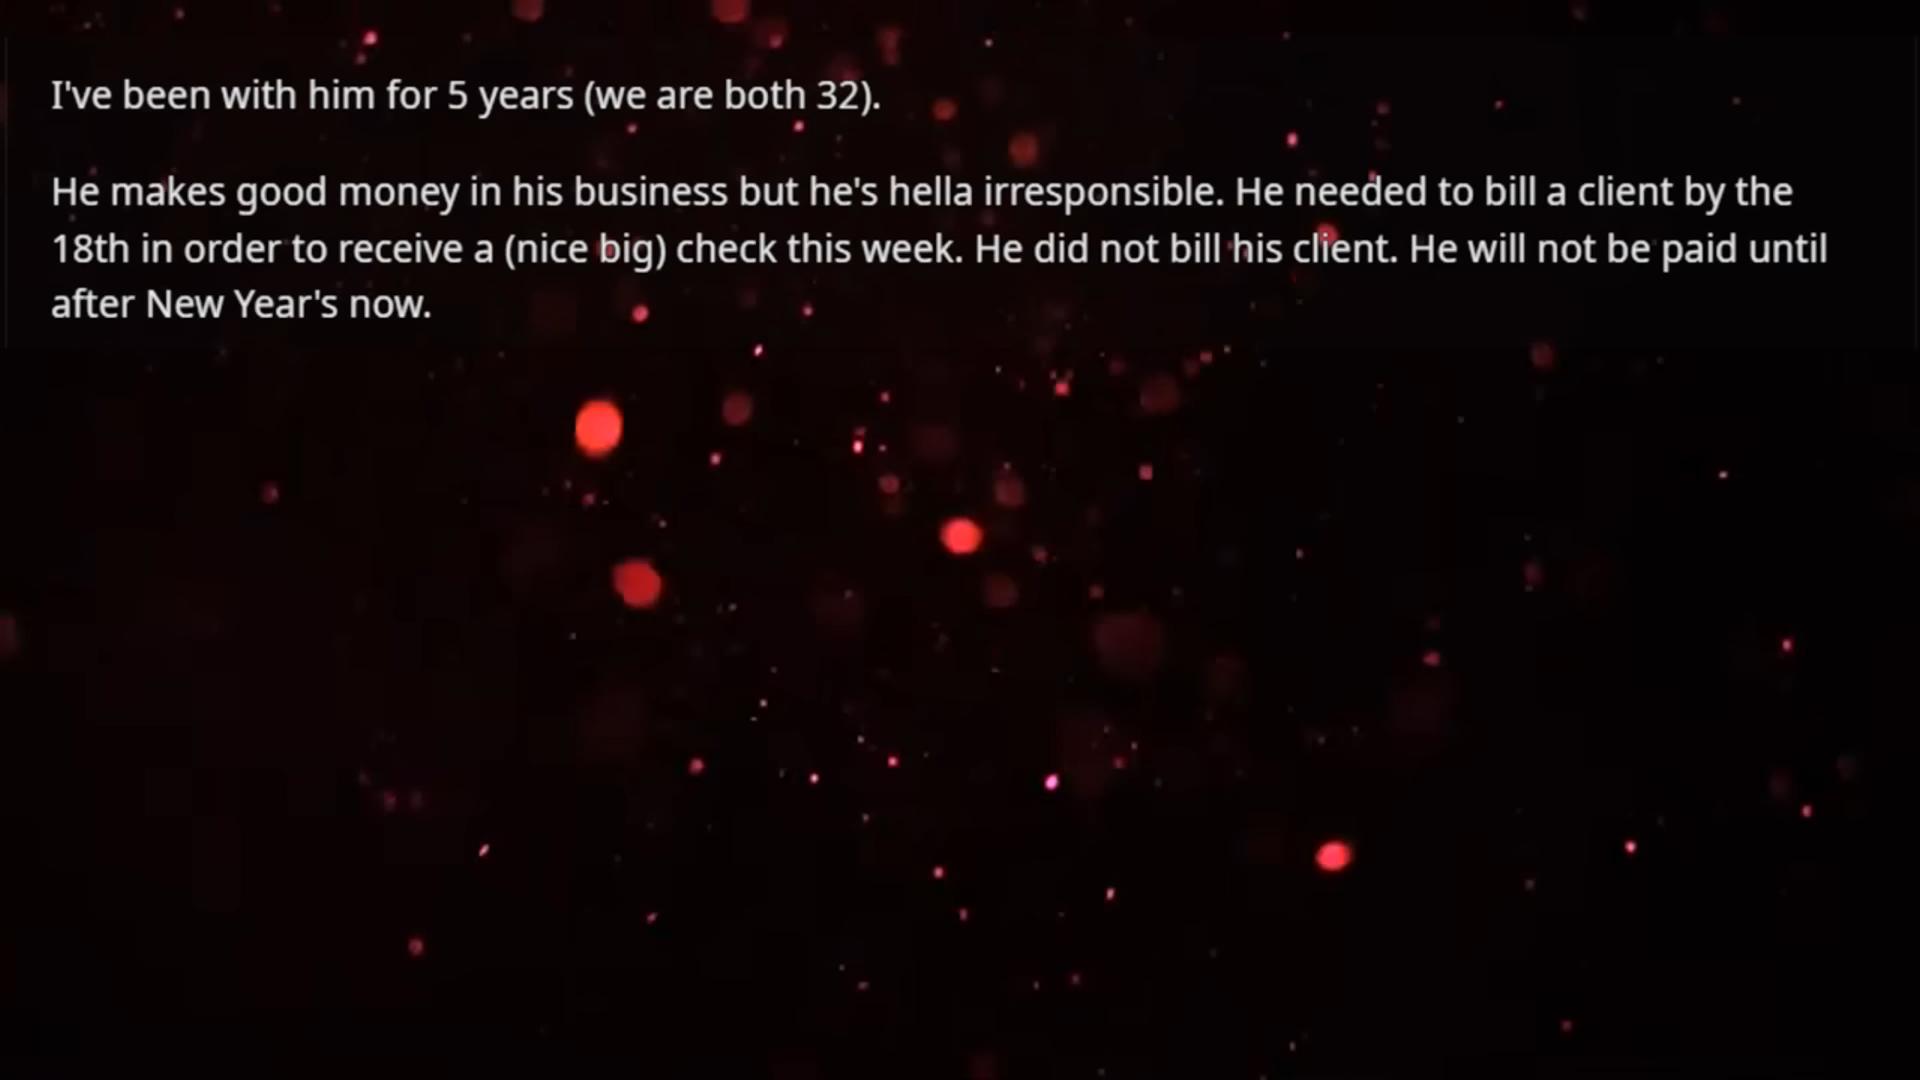 I've been with him for 5 years (we are both 32).
He makes good money in his business but he's hella irresponsible. He needed to bill a client by the
18th in order to receive a (nice big) check this week. He did not bill his client. He will not be paid until
after New Year's now.